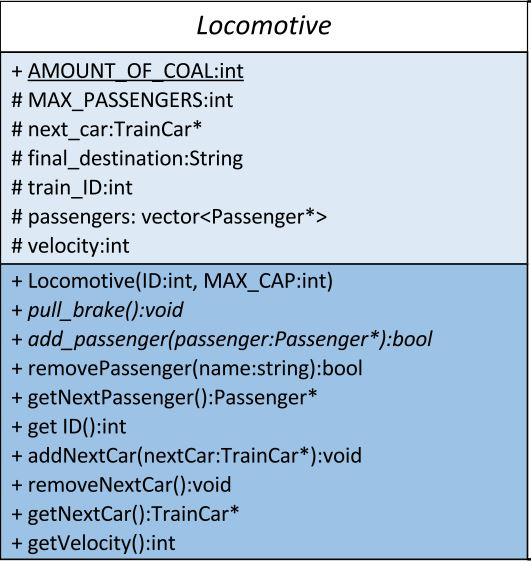 Locomotive
+ AMOUNT_OF_COAL:int
# MAX_PASSENGERS:int
# next_car:TrainCar*
# final_destination:String
# train_ID:int
# passengers: vector<Passenger*>
# velocity:int
+ Locomotive(ID:int, MAX_CAP:int)
+ pull_brake():void
+ add_passenger(passenger:Passenger*):bool
+ removePassenger(name:string):bool
+ getNextPassenger():Passenger*
+ get ID():int
+ addNextCar(nextCar:TrainCar*):void
+ removeNextCar():void
+ getNextCar():TrainCar*
+ getVelocity():int